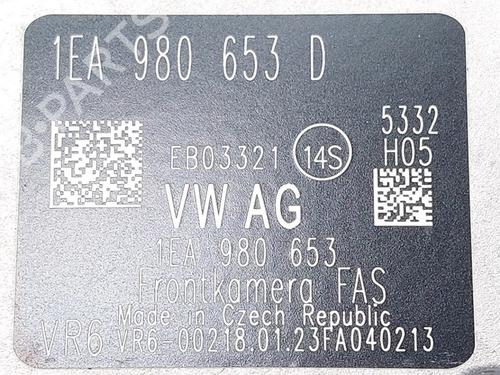 1EA 980 653 D
EB03321 14S 5332
H05
VW AG
1EA 980 653
Frontkamera FAS
Made in Czech Republic
VR6 VR6-00218.01.23FA040213
B-PARTS